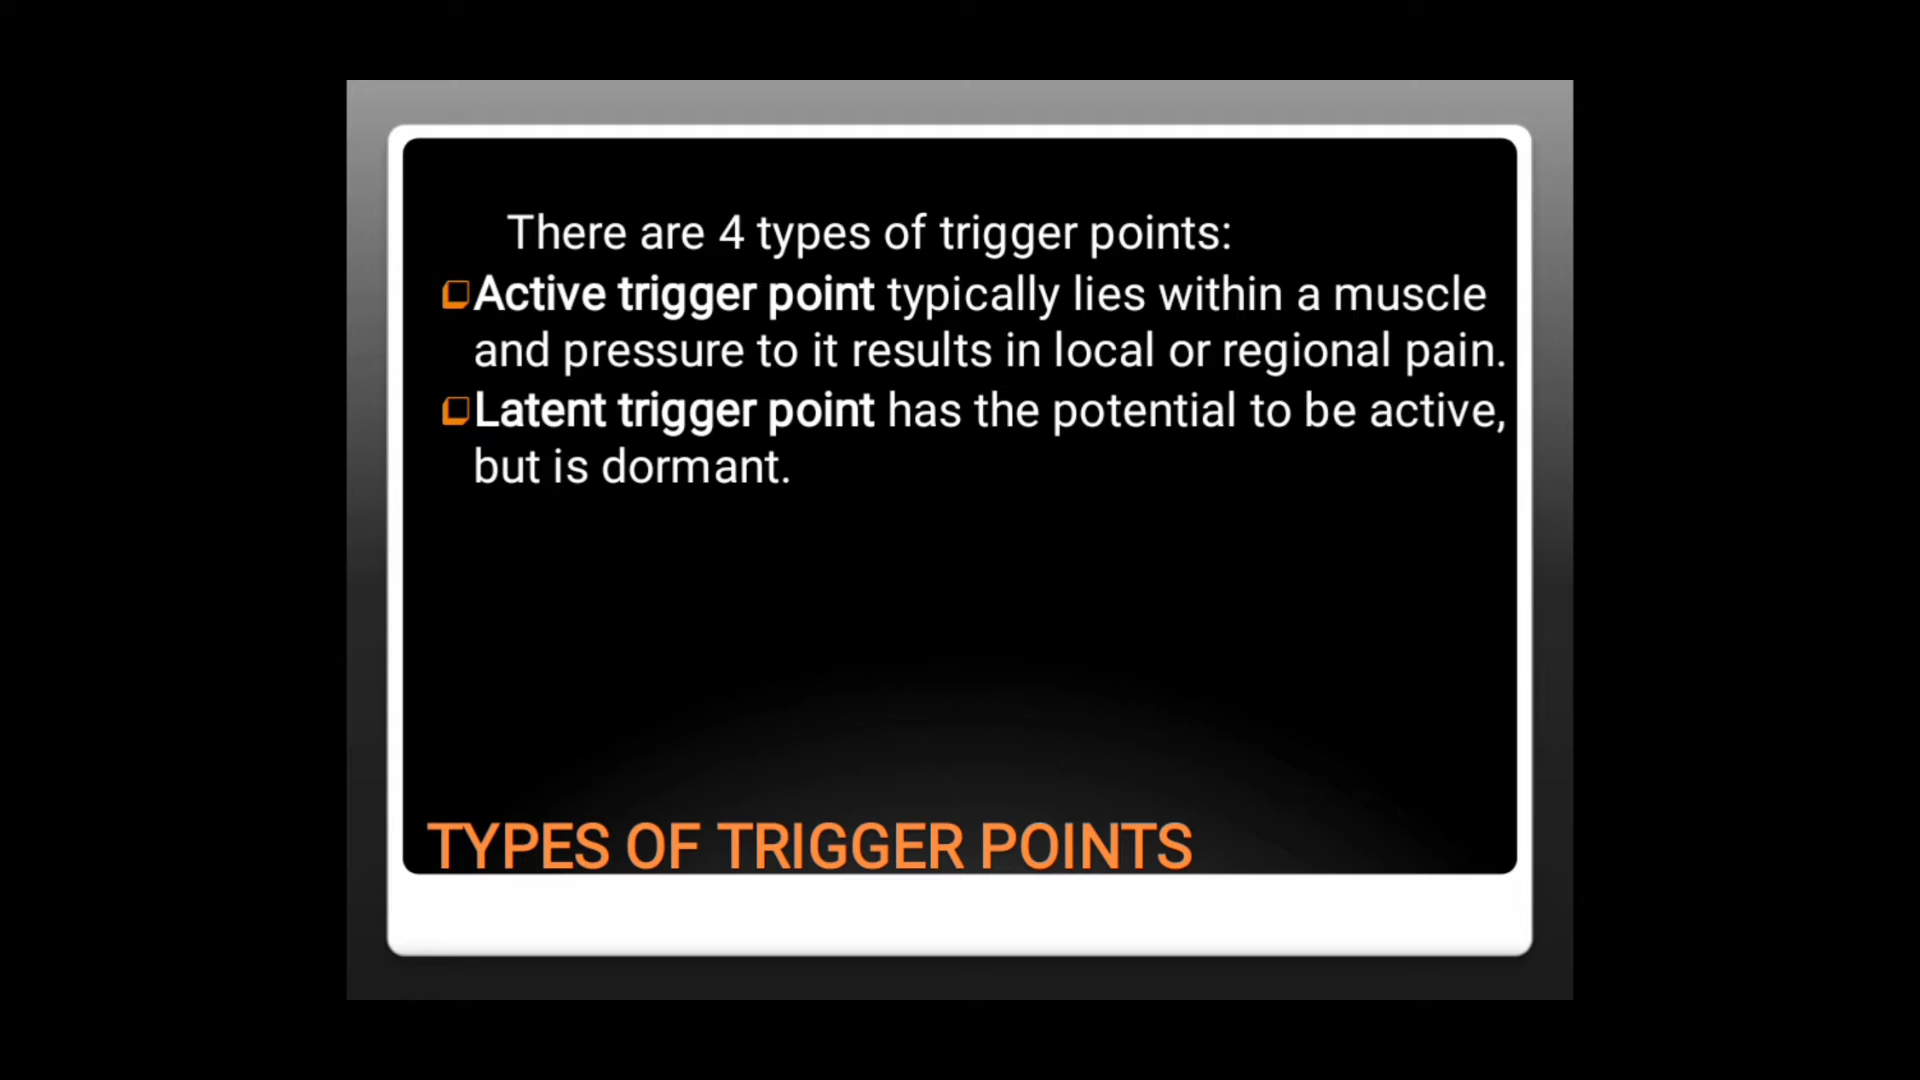 There are 4 types of trigger points:
Active trigger point typically lies within a muscle
and pressure to it results in local or regional pain.
Latent trigger point has the potential to be active,
but is dormant.
TYPES OF TRIGGER POINTS